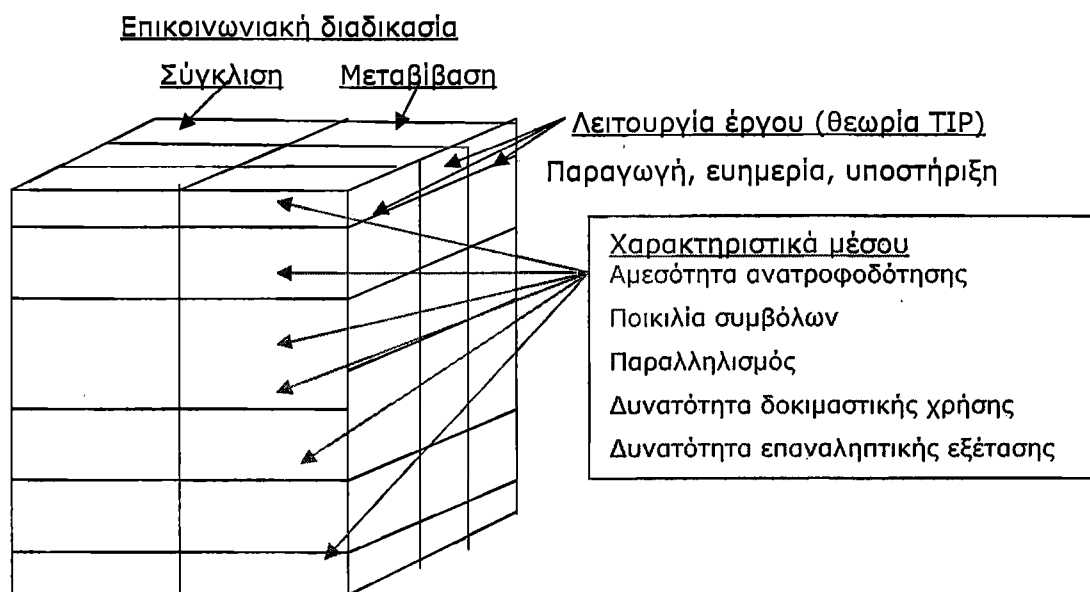 Επικοινωνιακή διαδικασία
Σύγκλιση Μεταβίβαση
Λειτουργία έργου (θεωρία TIP)
Παραγωγή, ευημερία, υποστήριξη
Χαρακτηριστικά μέσου
Αμεσότητα ανατροφοδότησης
Ποικιλία συμβόλων
Παραλληλισμός
Δυνατότητα δοκιμαστικής χρήσης
Δυνατότητα επαναληπτικής εξέτασης